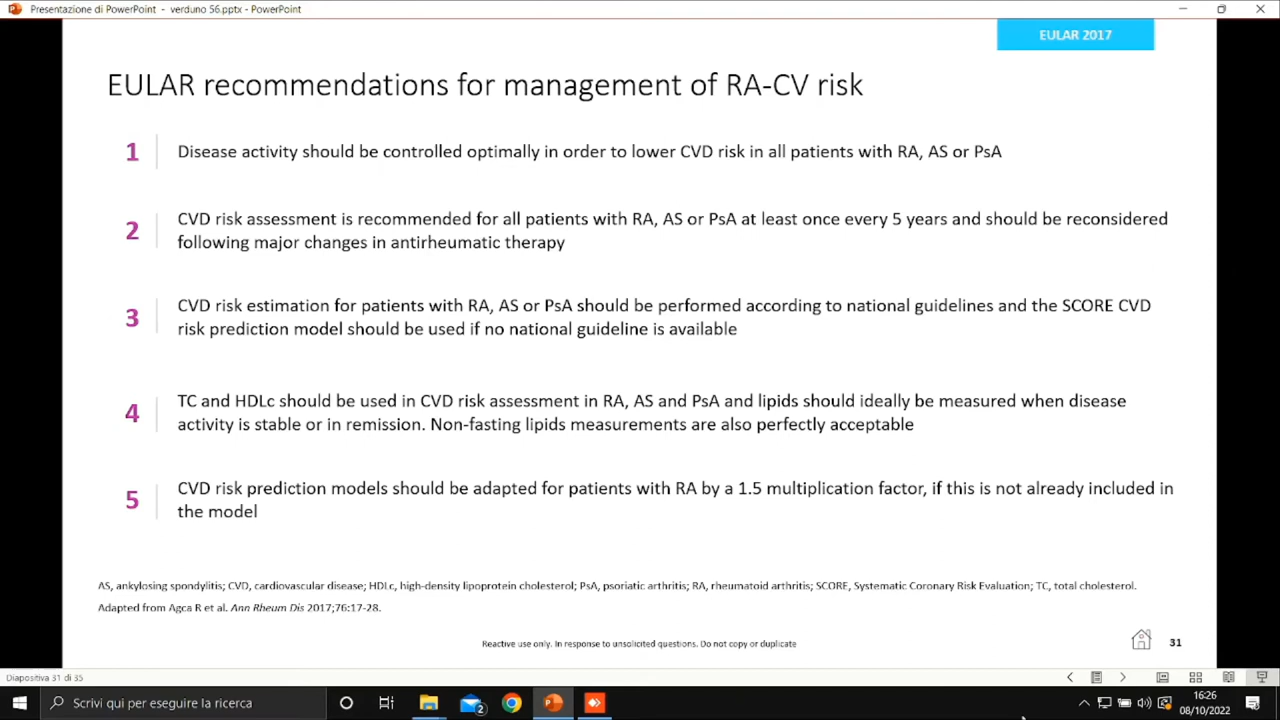 Presentazione di PowerPoint - verduno 56.pptx - PowerPoint
EULAR 2017
EULAR recommendations for management of RA-CV risk
1
Disease activity should be controlled optimally in order to lower CVD risk in all patients with RA, AS or PsA
2
CVD risk assessment is recommended for all patients with RA, AS or PsA at least once every 5 years and should be reconsidered
following major changes in antirheumatic therapy
3
CVD risk estimation for patients with RA, AS or PsA should be performed according to national guidelines and the SCORE CVD
risk prediction model should be used if no national guideline is available
4
TC and HDLc should be used in CVD risk assessment in RA, AS and PsA and lipids should ideally be measured when disease
activity is stable or in remission. Non-fasting lipids measurements are also perfectly acceptable
5
CVD risk prediction models should be adapted for patients with RA by a 1.5 multiplication factor, if this is not already included in
the model
AS, ankylosing spondylitis; CVD, cardiovascular disease; HDLc, high-density lipoprotein cholesterol; PsA, psoriatic arthritis; RA, rheumatoid arthritis; SCORE, Systematic Coronary Risk Evaluation; TC, total cholesterol.
Adapted from Agca R et al. Ann Rheum Dis 2017;76:17-28.
Reactive use only. In response to unsolicited questions. Do not copy or duplicate
31
Diapositiva 31 di 35
Scrivi qui per eseguire la ricerca
2
16:26
08/10/2022